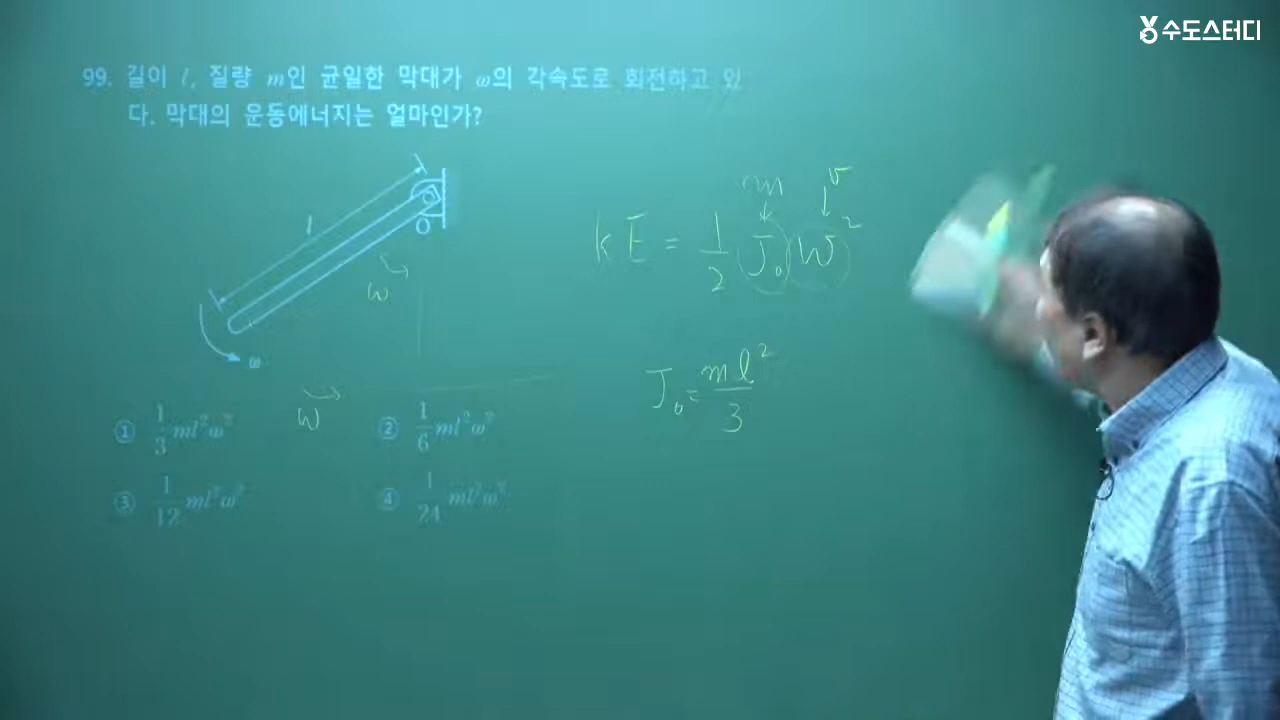 수도스터디
99. 길이 l, 질량 m인 균일한 막대가 ω의 각속도로 회전하고 있
다. 막대의 운동에너지는 얼마인가?
l
O
ω
ω
m v
kE = 1/2 (J₀)(ω)²
J₀ = ml²/3
ω
① 1/3 ml²ω² ② 1/6 ml²ω²
③ 1/12 ml²ω² ④ 1/24 ml²ω²